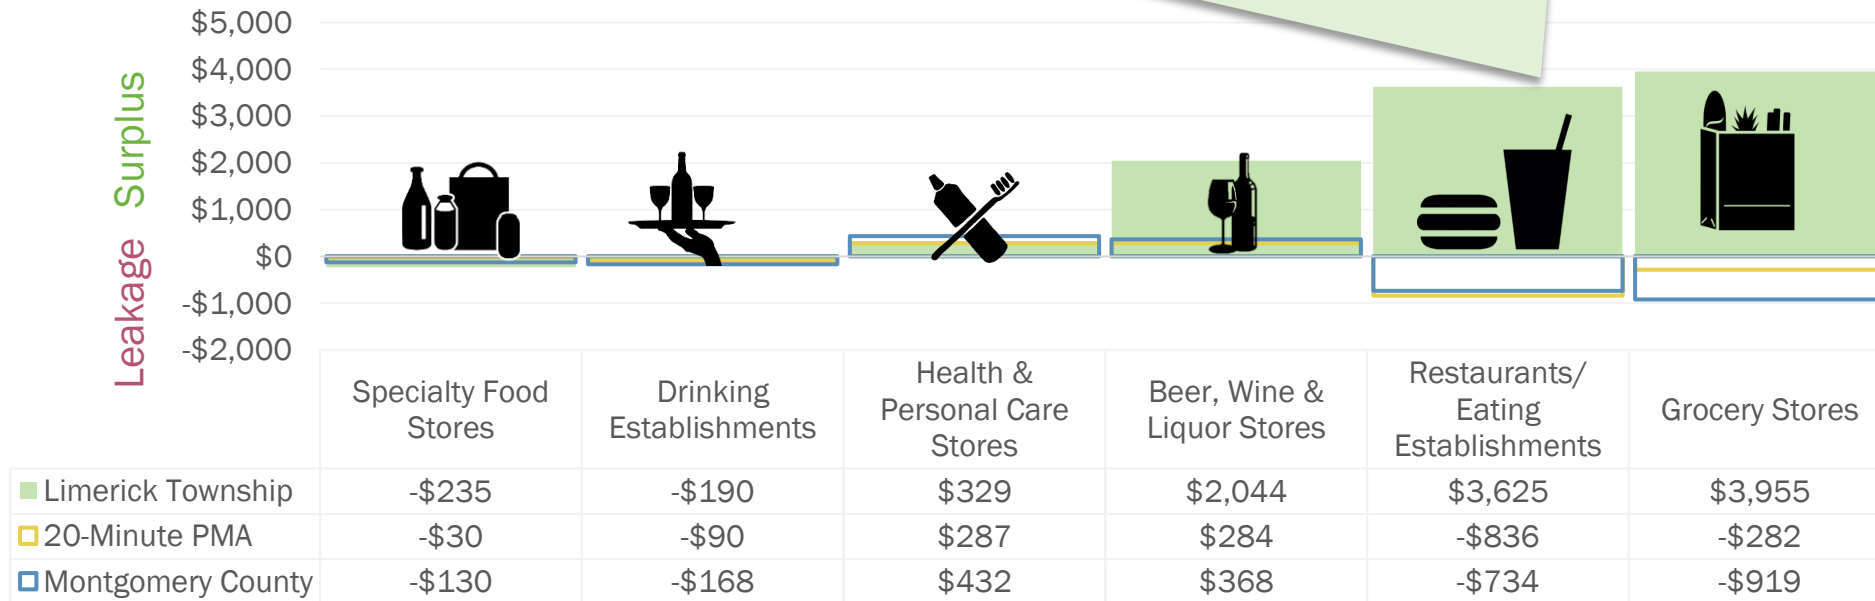 $5,000
$4,000
$3,000
$2,000
$1,000
$0
-$1,000
-$2,000
Leakage Surplus
Specialty Food
Stores
Drinking
Establishments
Health &
Personal Care
Stores
Beer, Wine &
Liquor Stores
Restaurants/
Eating
Establishments
Grocery Stores
Limerick Township -$235 -$190 $329 $2,044 $3,625 $3,955
20-Minute PMA -$30 -$90 $287 $284 -$836 -$282
Montgomery County -$130 -$168 $432 $368 -$734 -$919